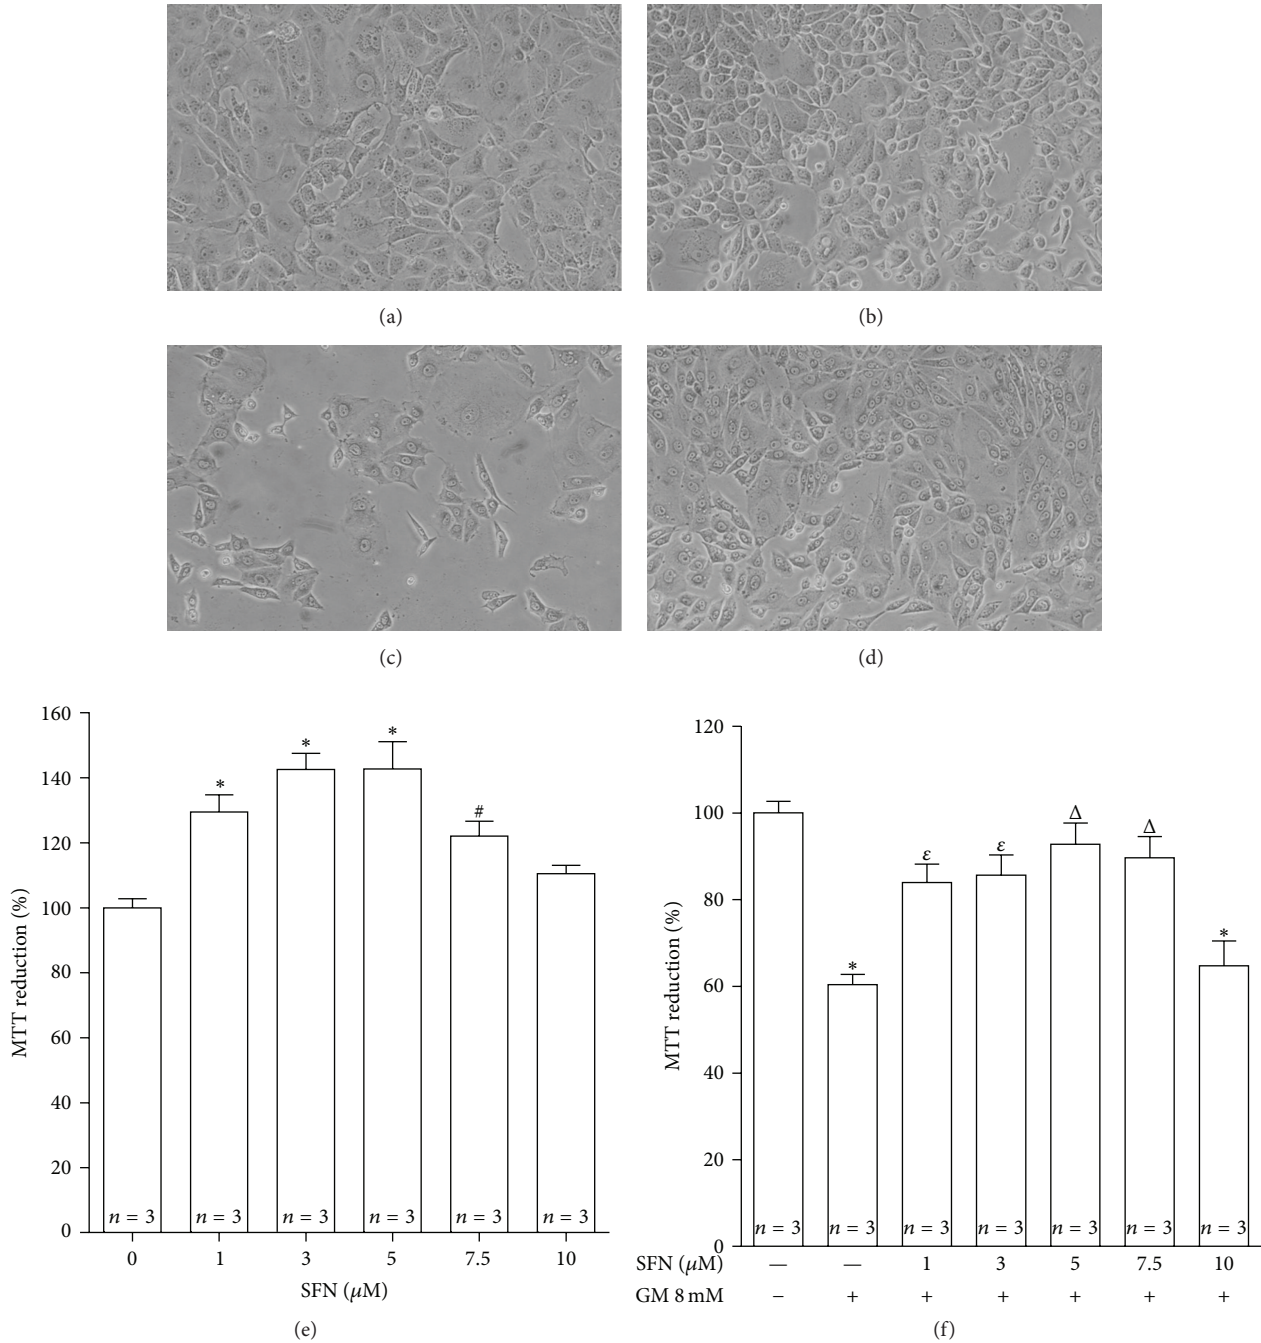 (a)
(b)
(c)
(d)
160
140
120
100
80
60
40
20
0
MTT reduction (%)
*
*
*
#
n = 3
n = 3
n = 3
n = 3
n = 3
n = 3
0
1
3
5
7.5
10
SFN (μM)
(e)
120
100
80
60
40
20
0
MTT reduction (%)
*
ε
ε
Δ
Δ
*
n = 3
n = 3
n = 3
n = 3
n = 3
n = 3
n = 3
SFN (μM) — — 1 3 5 7.5 10
GM 8 mM − + + + + + +
(f)